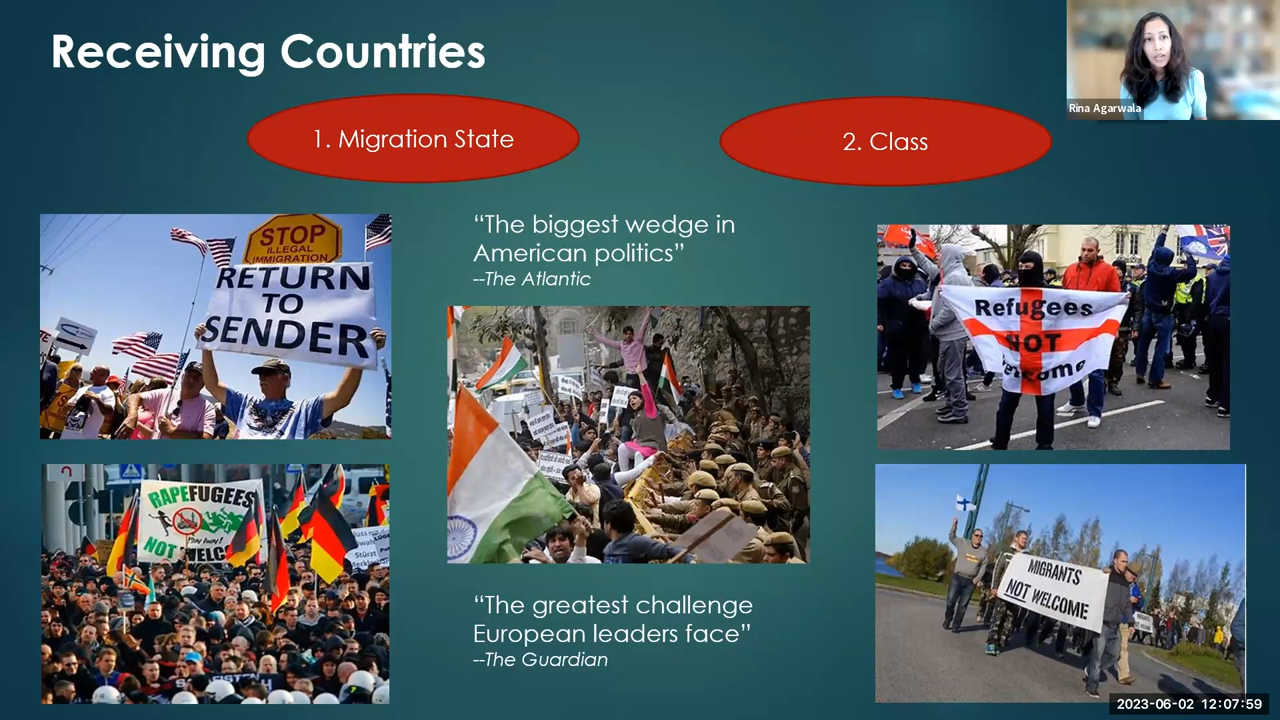 Receiving Countries
Rina Agarwala
1. Migration State
2. Class
STOP
ILLEGAL
IMMIGRATION
RETURN
TO
SENDER
“The biggest wedge in
American politics”
--The Atlantic
Refugees
NOT
RAPEFUGEES
NOT
“The greatest challenge
European leaders face”
--The Guardian
MIGRANTS
NOT WELCOME
2023-06-02 12:07:59